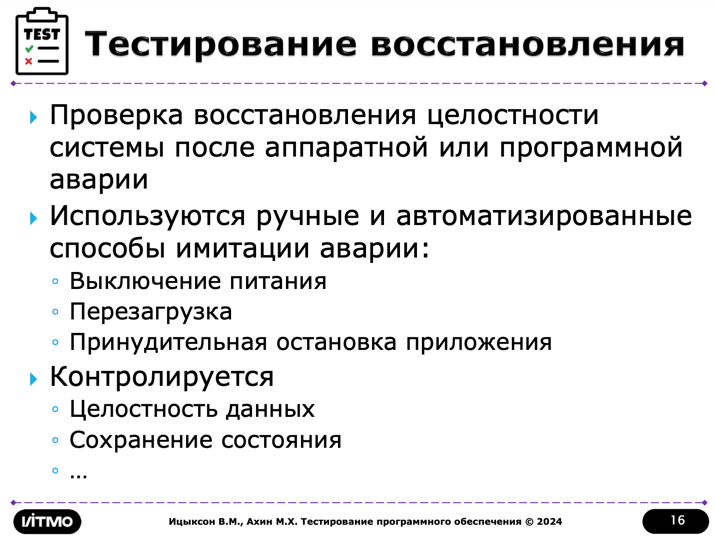 TEST
Тестирование восстановления
Проверка восстановления целостности
системы после аппаратной или программной
аварии
Используются ручные и автоматизированные
способы имитации аварии:
Выключение питания
Перезагрузка
Принудительная остановка приложения
Контролируется
Целостность данных
Сохранение состояния
...
ИТМО
Ицыксон В.М., Ахин М.Х. Тестирование программного обеспечения © 2024
16